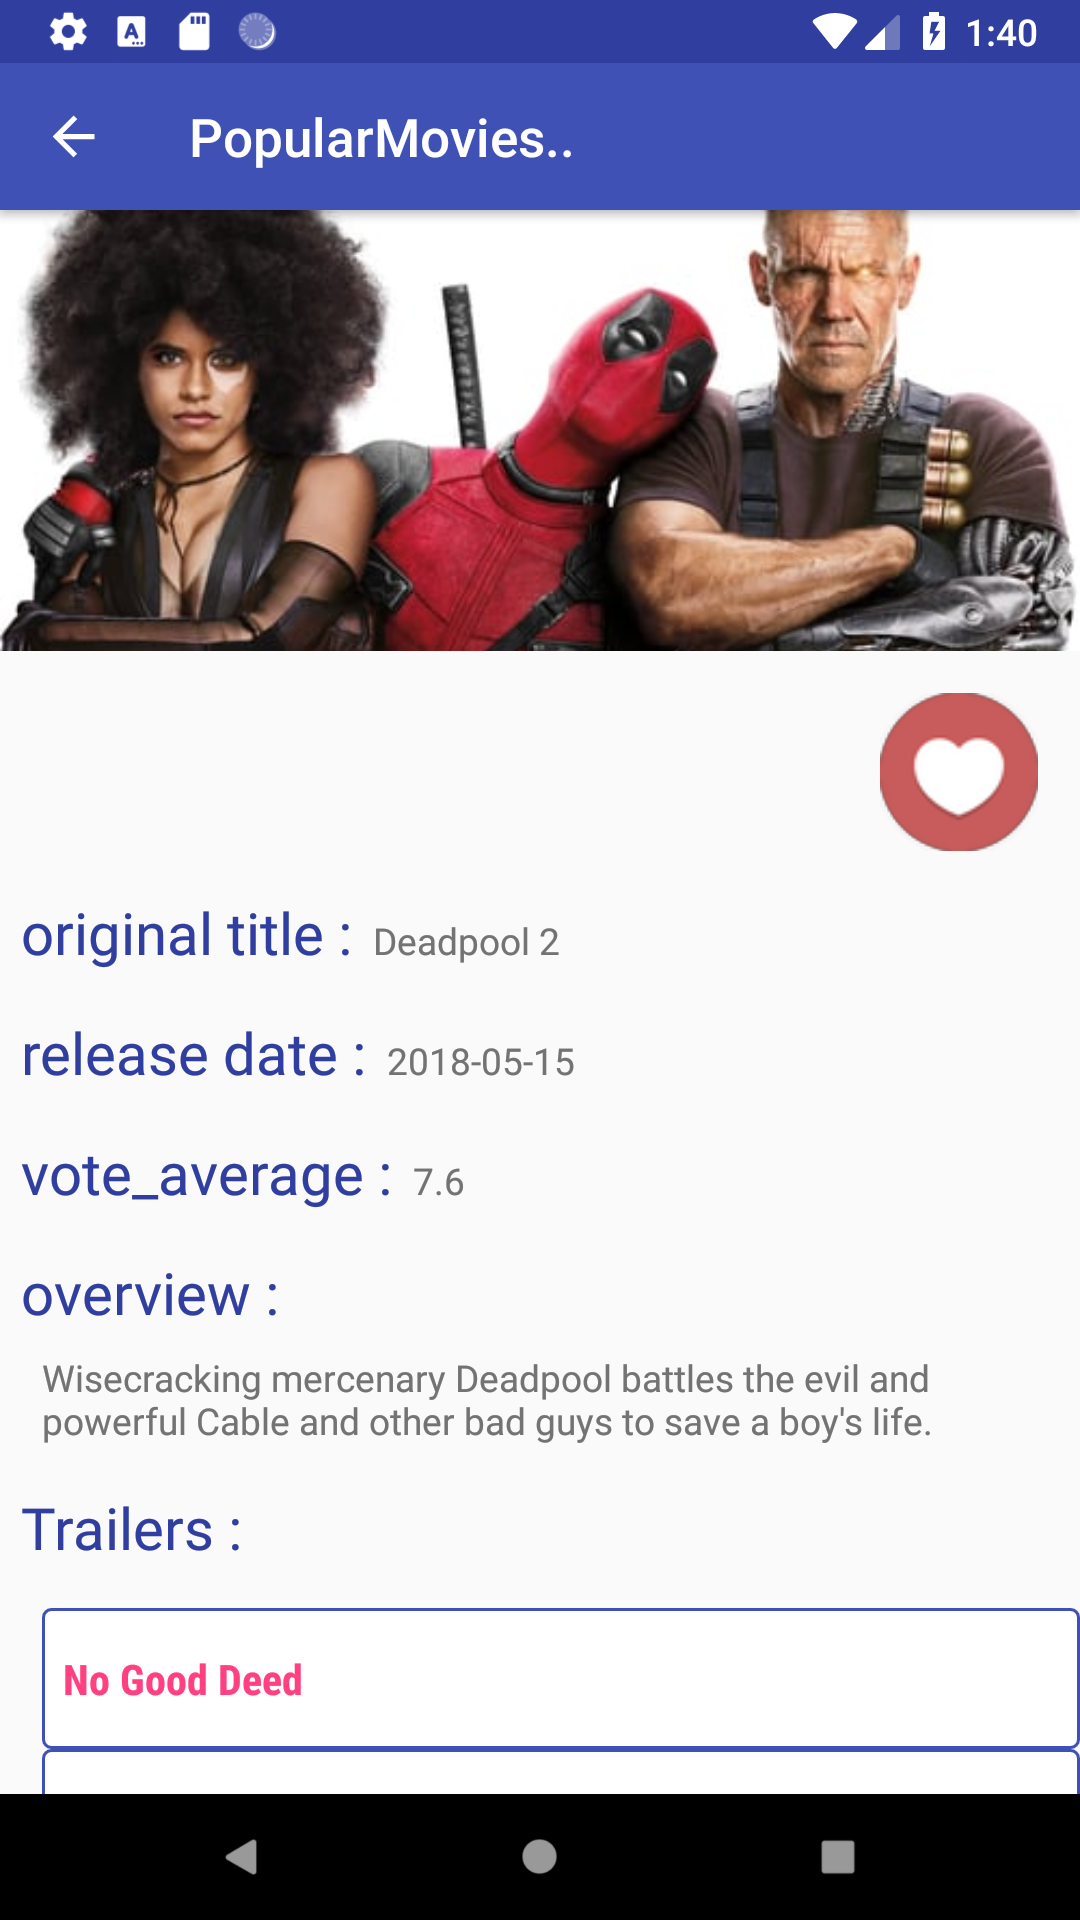 1:40
PopularMovies..
original title : Deadpool 2
release date : 2018-05-15
vote_average : 7.6
overview :
Wisecracking mercenary Deadpool battles the evil and
powerful Cable and other bad guys to save a boy's life.
Trailers :
No Good Deed